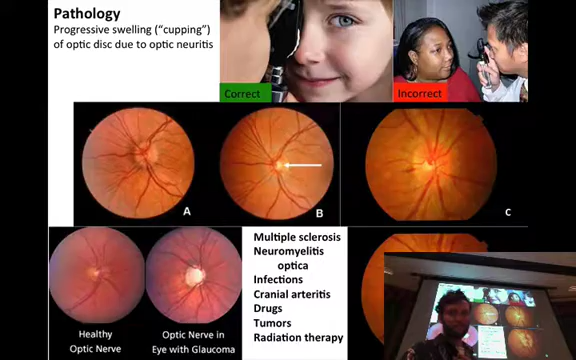 Pathology
Progressive swelling (“cupping”)
of optic disc due to optic neuritis
Correct
Incorrect
A
B
C
Multiple sclerosis
Neuromyelitis
optica
Infections
Cranial arteritis
Drugs
Tumors
Radiation therapy
Healthy
Optic Nerve
Optic Nerve in
Eye with Glaucoma